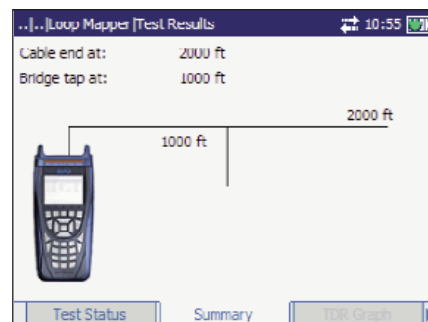 ..|..|Loop Mapper|Test Results 10:55
Cable end at: 2000 ft
Bridge tap at: 1000 ft
2000 ft
1000 ft
Test Status Summary TDR Graph